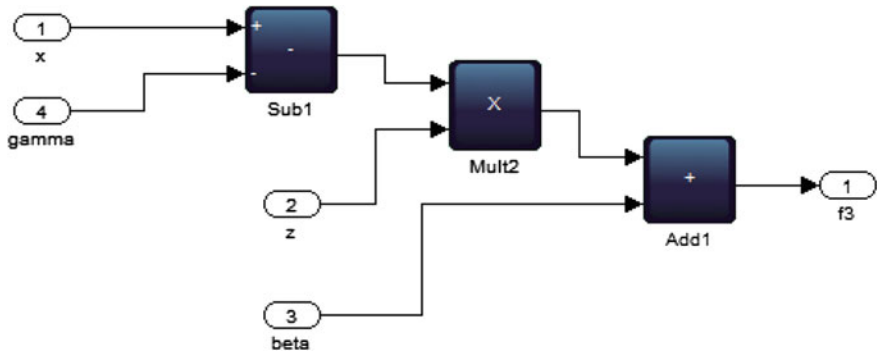 1
x
+
-
-
Sub1
4
gamma
X
Mult2
2
z
+
Add1
1
f3
3
beta